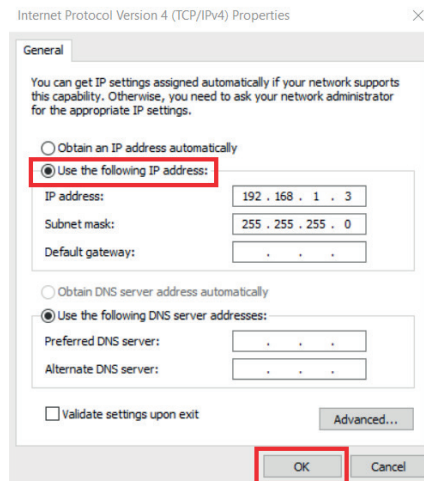 Internet Protocol Version 4 (TCP/IPv4) Properties
General
You can get IP settings assigned automatically if your network supports
this capability. Otherwise, you need to ask your network administrator
for the appropriate IP settings.
Obtain an IP address automatically
Use the following IP address:
IP address: 192 . 168 . 1 . 3
Subnet mask: 255 . 255 . 255 . 0
Default gateway: . . .
Obtain DNS server address automatically
Use the following DNS server addresses:
Preferred DNS server: . . .
Alternate DNS server: . . .
Validate settings upon exit
Advanced...
OK Cancel